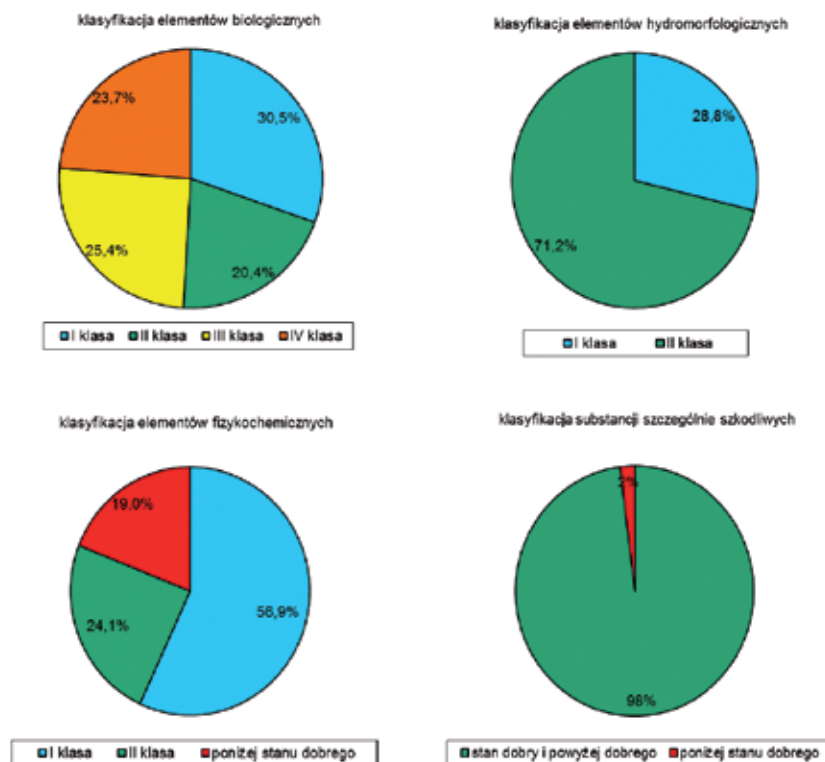 klasyfikacja elementów biologicznych
23,7%
30,5%
25,4%
20,4%
I klasa II klasa III klasa IV klasa
klasyfikacja elementów hydromorfologicznych
28,8%
71,2%
I klasa II klasa
klasyfikacja elementów fizykochemicznych
19,0%
24,1%
56,9%
I klasa II klasa poniżej stanu dobrego
klasyfikacja substancji szczególnie szkodliwych
2%
98%
stan dobry i powyżej dobrego poniżej stanu dobrego